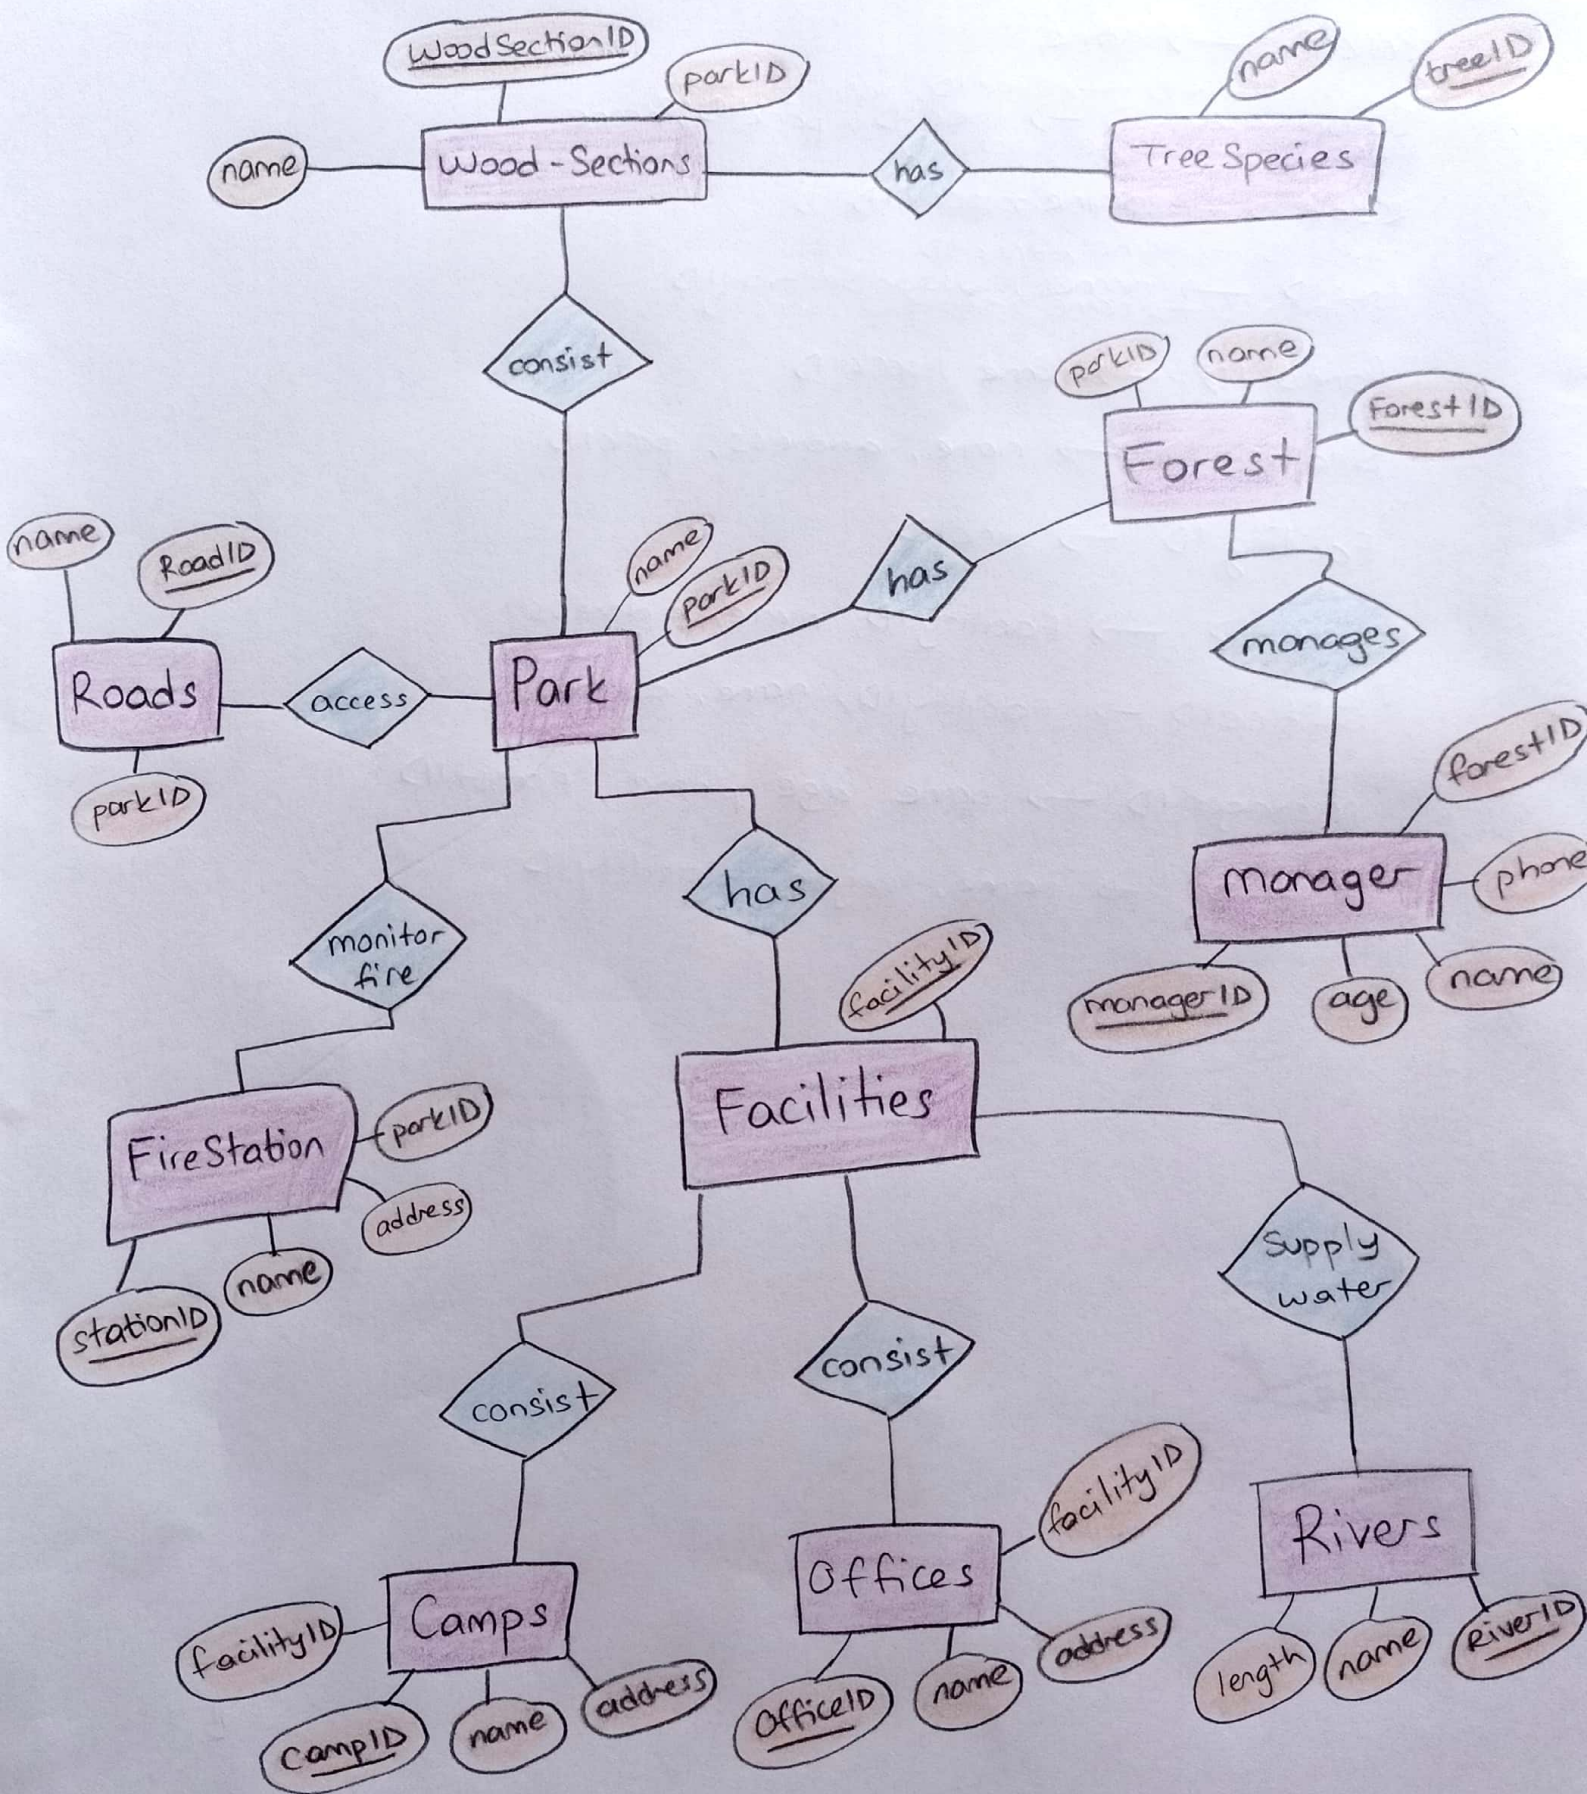 WoodSectionID
parkID
name
Wood-Sections
has
Tree Species
name
treeID
consist
parkID
name
ForestID
Forest
name
RoadID
Roads
parkID
access
name
parkID
Park
has
manages
forestID
manager
phone
managerID
age
name
monitor
fire
has
facilityID
Facilities
FireStation
parkID
address
name
stationID
supply
water
consist
consist
facilityID
Camps
campID
name
address
Offices
facilityID
address
name
OfficeID
Rivers
length
name
RiverID